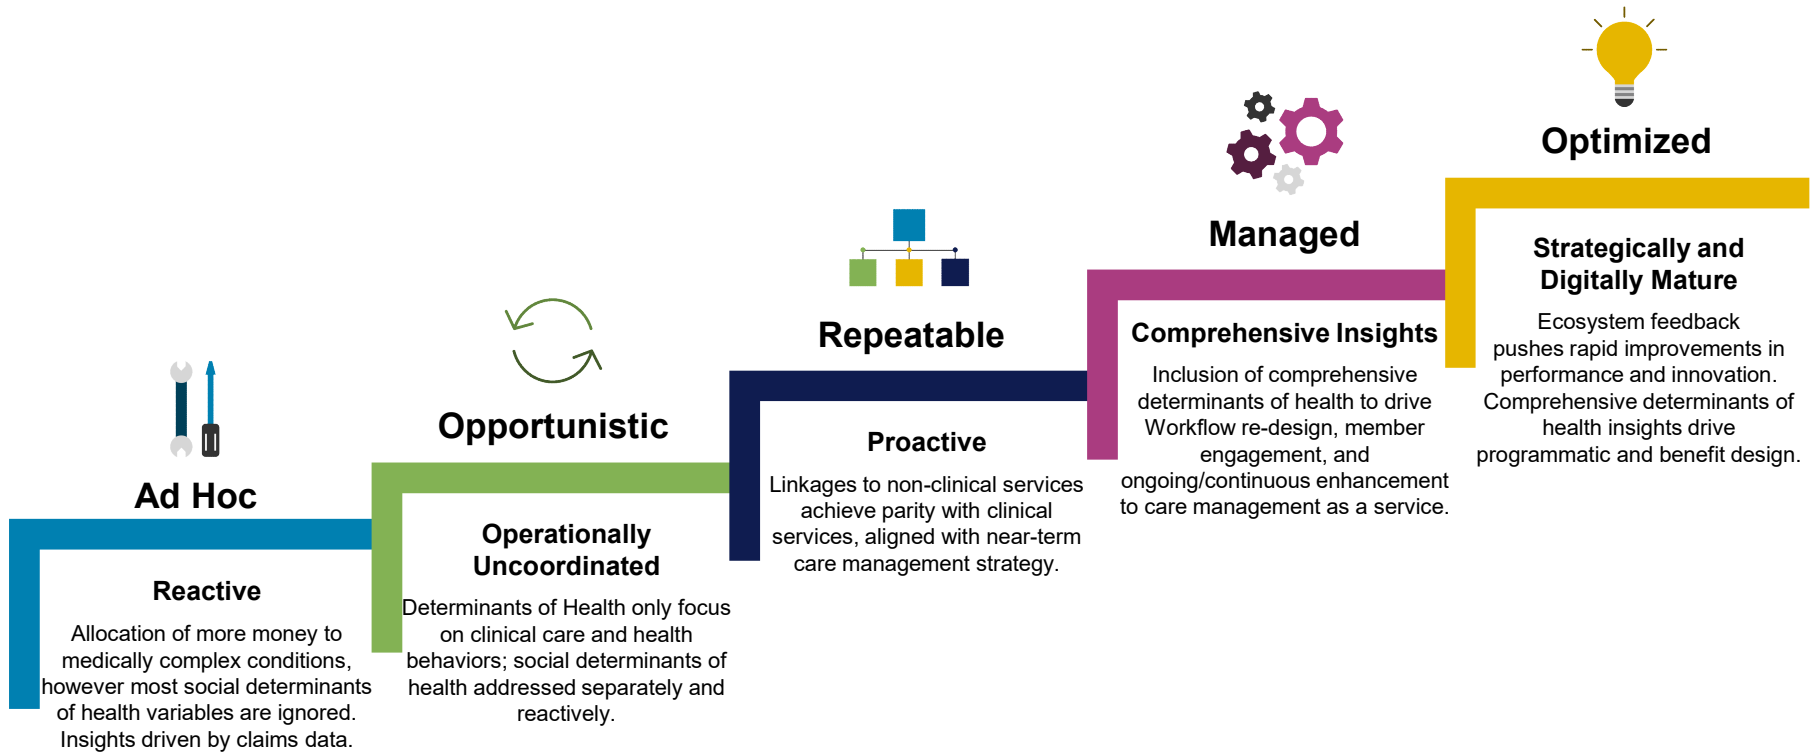 Ad Hoc
Reactive
Allocation of more money to
medically complex conditions,
however most social determinants
of health variables are ignored.
Insights driven by claims data.
Opportunistic
Operationally
Uncoordinated
Determinants of Health only focus
on clinical care and health
behaviors; social determinants of
health addressed separately and
reactively.
Repeatable
Proactive
Linkages to non-clinical services
achieve parity with clinical
services, aligned with near-term
care management strategy.
Managed
Comprehensive Insights
Inclusion of comprehensive
determinants of health to drive
Workflow re-design, member
engagement, and
ongoing/continuous enhancement
to care management as a service.
Optimized
Strategically and
Digitally Mature
Ecosystem feedback
pushes rapid improvements in
performance and innovation.
Comprehensive determinants of
health insights drive
programmatic and benefit design.